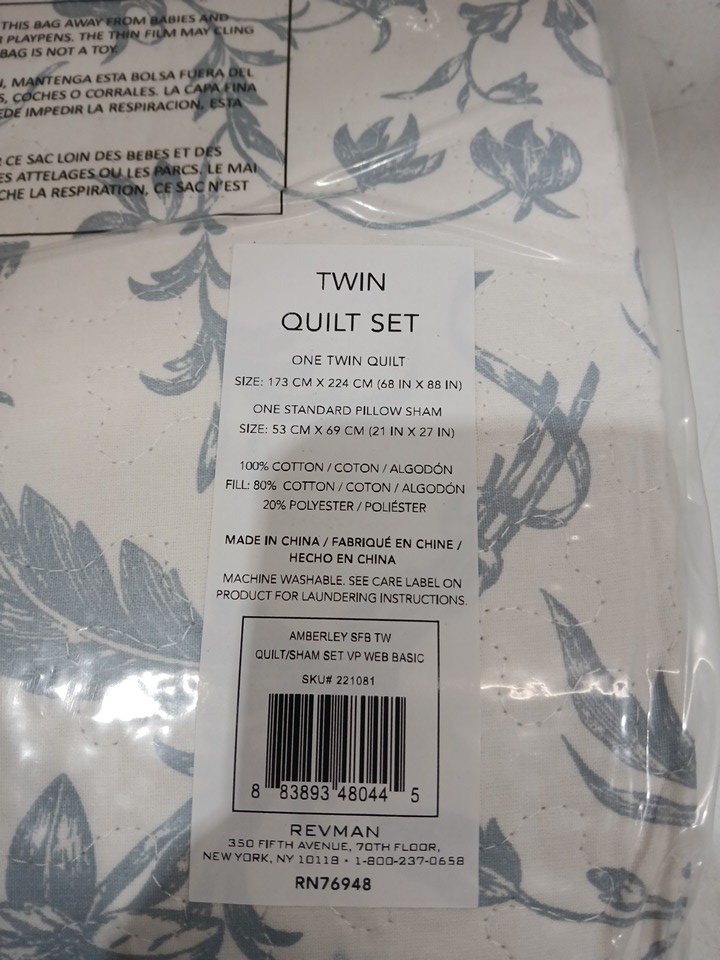 THIS BAG AWAY FROM BABIES AND
PLAYPENS. THE THIN FILM MAY CLING
BAG IS NOT A TOY.
MANTENGA ESTA BOLSA FUERA DEL
COCHES O CORRALES. LA CAPA FINA
EDE IMPEDIR LA RESPIRACION, ESTA
CE SAC LOIN DES BEBES ET DES
ES ATTELAGES OU LES PARCS. LE MAI
CHE LA RESPIRATION, CE SAC N'EST
TWIN
QUILT SET
ONE TWIN QUILT
SIZE: 173 CM X 224 CM (68 IN X 88 IN)
ONE STANDARD PILLOW SHAM
SIZE: 53 CM X 69 CM (21 IN X 27 IN)
100% COTTON / COTON / ALGODÓN
FILL: 80% COTTON / COTON / ALGODÓN
20% POLYESTER / POLIÉSTER
MADE IN CHINA / FABRIQUÉ EN CHINE /
HECHO EN CHINA
MACHINE WASHABLE. SEE CARE LABEL ON
PRODUCT FOR LAUNDERING INSTRUCTIONS.
AMBERLEY SFB TW
QUILT/SHAM SET VP WEB BASIC
SKU# 221081
8 83893 48044 5
REVMAN
350 FIFTH AVENUE, 70TH FLOOR,
NEW YORK, NY 10118 • 1-800-237-0658
RN76948